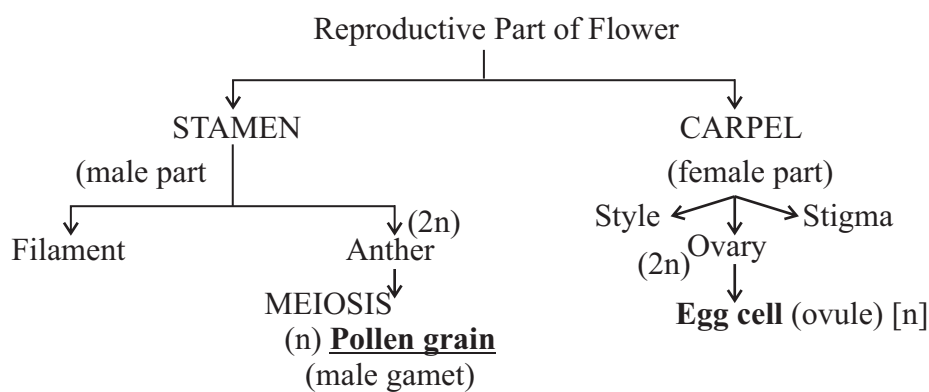 Reproductive Part of Flower
STAMEN CARPEL
(male part (female part)
Style Stigma
(2n)
Filament Anther (2n) Ovary
MEIOSIS Egg cell (ovule) [n]
(n) Pollen grain
(male gamet)